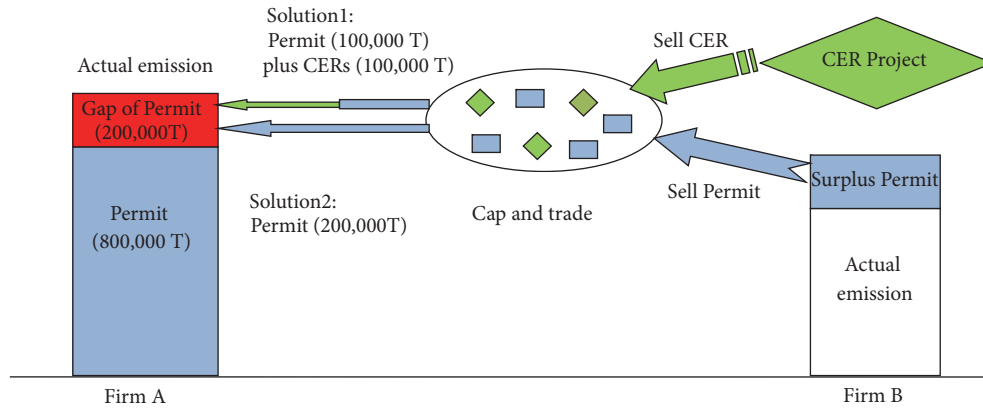 Solution1:
Permit (100,000 T)
plus CERs (100,000 T)
Actual emission
Gap of Permit
(200,000T)
Permit
(800,000 T)
Firm A
Solution2:
Permit (200,000T)
Cap and trade
Sell CER
CER Project
Sell Permit
Surplus Permit
Actual
emission
Firm B